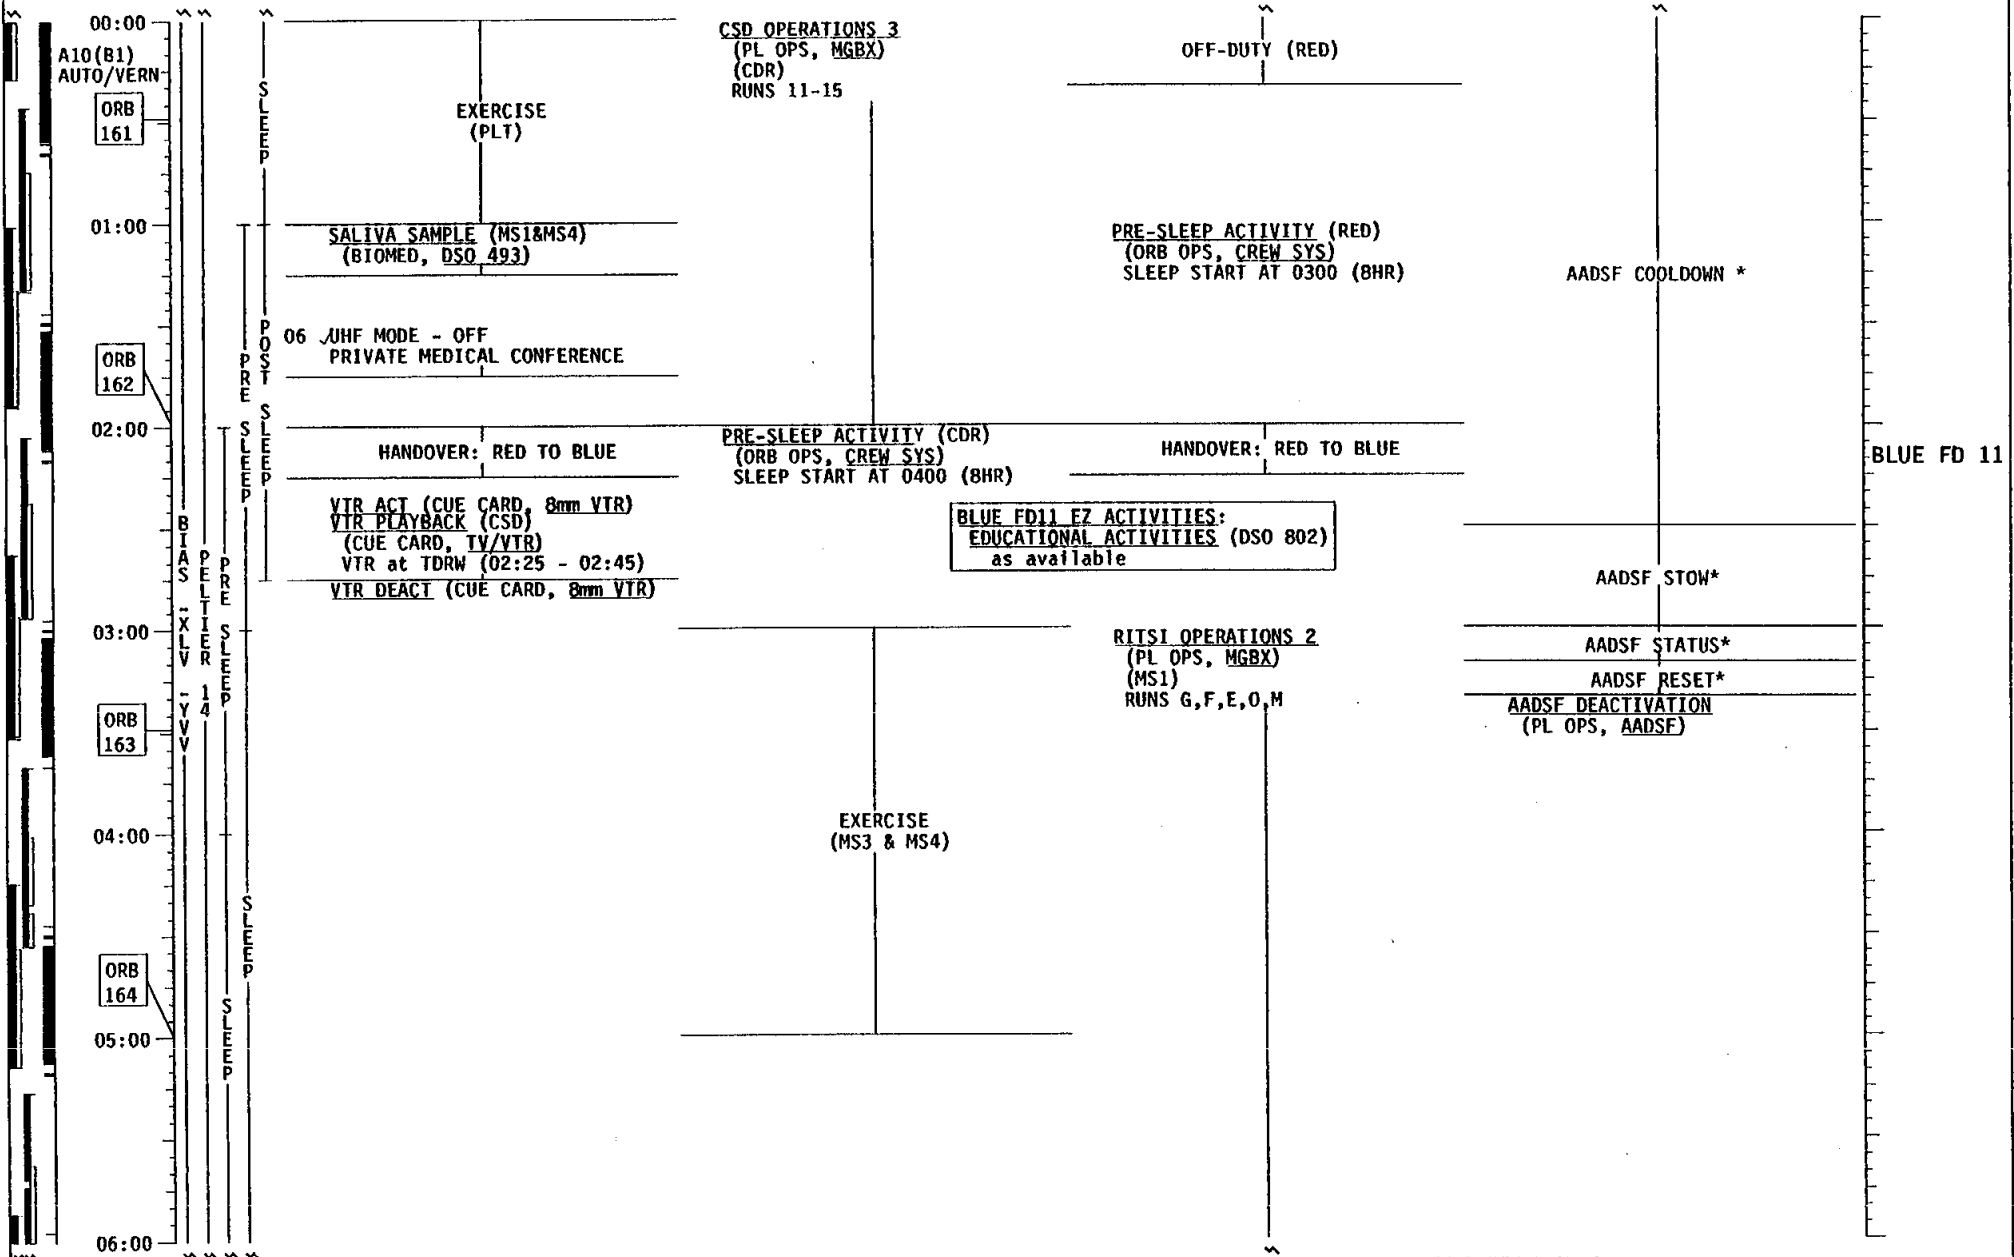 00:00
A10(B1)
AUTO/VERN
ORB
161
01:00
ORB
162
02:00
03:00
ORB
163
04:00
ORB
164
05:00
06:00
BIAS -XLV -YVV
PELTIER 14
PRE SLEEP
SLEEP
PRE SLEEP
SLEEP
SLEEP
POST SLEEP
EXERCISE
(PLT)
SALIVA SAMPLE (MS1&MS4)
(BIOMED, DSO 493)
06 ✓UHF MODE - OFF
PRIVATE MEDICAL CONFERENCE
HANDOVER: RED TO BLUE
VTR ACT (CUE CARD, 8mm VTR)
VTR PLAYBACK (CSD)
(CUE CARD, TV/VTR)
VTR at TDRW (02:25 - 02:45)
VTR DEACT (CUE CARD, 8mm VTR)
CSD OPERATIONS 3
(PL OPS, MGBX)
(CDR)
RUNS 11-15
PRE-SLEEP ACTIVITY (CDR)
(ORB OPS, CREW SYS)
SLEEP START AT 0400 (8HR)
EXERCISE
(MS3 & MS4)
OFF-DUTY (RED)
PRE-SLEEP ACTIVITY (RED)
(ORB OPS, CREW SYS)
SLEEP START AT 0300 (8HR)
HANDOVER: RED TO BLUE
BLUE FD11 EZ ACTIVITIES:
EDUCATIONAL ACTIVITIES (DSO 802)
as available
RITSI OPERATIONS 2
(PL OPS, MGBX)
(MS1)
RUNS G,F,E,O,M
AADSF COOLDOWN *
AADSF STOW*
AADSF STATUS*
AADSF RESET*
AADSF DEACTIVATION
(PL OPS, AADSF)
BLUE FD 11